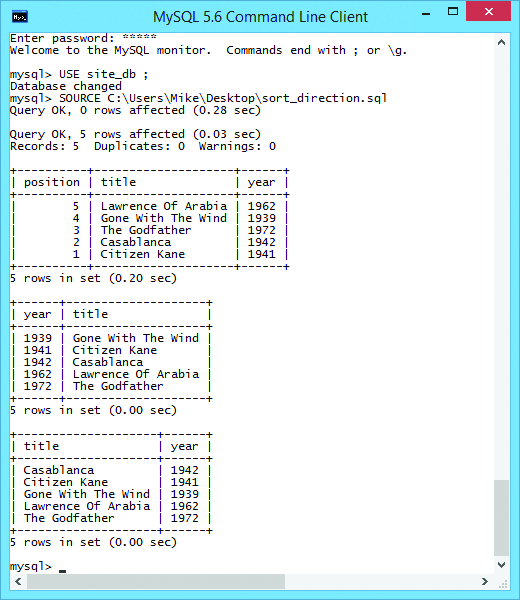 MySQL 5.6 Command Line Client
Enter password: *****
Welcome to the MySQL monitor.  Commands end with ; or \g.
mysql> USE site_db ;
Database changed
mysql> SOURCE C:\Users\Mike\Desktop\sort_direction.sql
Query OK, 0 rows affected (0.28 sec)
Query OK, 5 rows affected (0.03 sec)
Records: 5  Duplicates: 0  Warnings: 0
+----------+--------------------+------+
| position | title              | year |
+----------+--------------------+------+
|        5 | Lawrence Of Arabia | 1962 |
|        4 | Gone With The Wind | 1939 |
|        3 | The Godfather      | 1972 |
|        2 | Casablanca         | 1942 |
|        1 | Citizen Kane       | 1941 |
+----------+--------------------+------+
5 rows in set (0.20 sec)
+------+--------------------+
| year | title              |
+------+--------------------+
| 1939 | Gone With The Wind |
| 1941 | Citizen Kane       |
| 1942 | Casablanca         |
| 1962 | Lawrence Of Arabia |
| 1972 | The Godfather      |
+------+--------------------+
5 rows in set (0.00 sec)
+--------------------+------+
| title              | year |
+--------------------+------+
| Casablanca         | 1942 |
| Citizen Kane       | 1941 |
| Gone With The Wind | 1939 |
| Lawrence Of Arabia | 1962 |
| The Godfather      | 1972 |
+--------------------+------+
5 rows in set (0.00 sec)
mysql> _